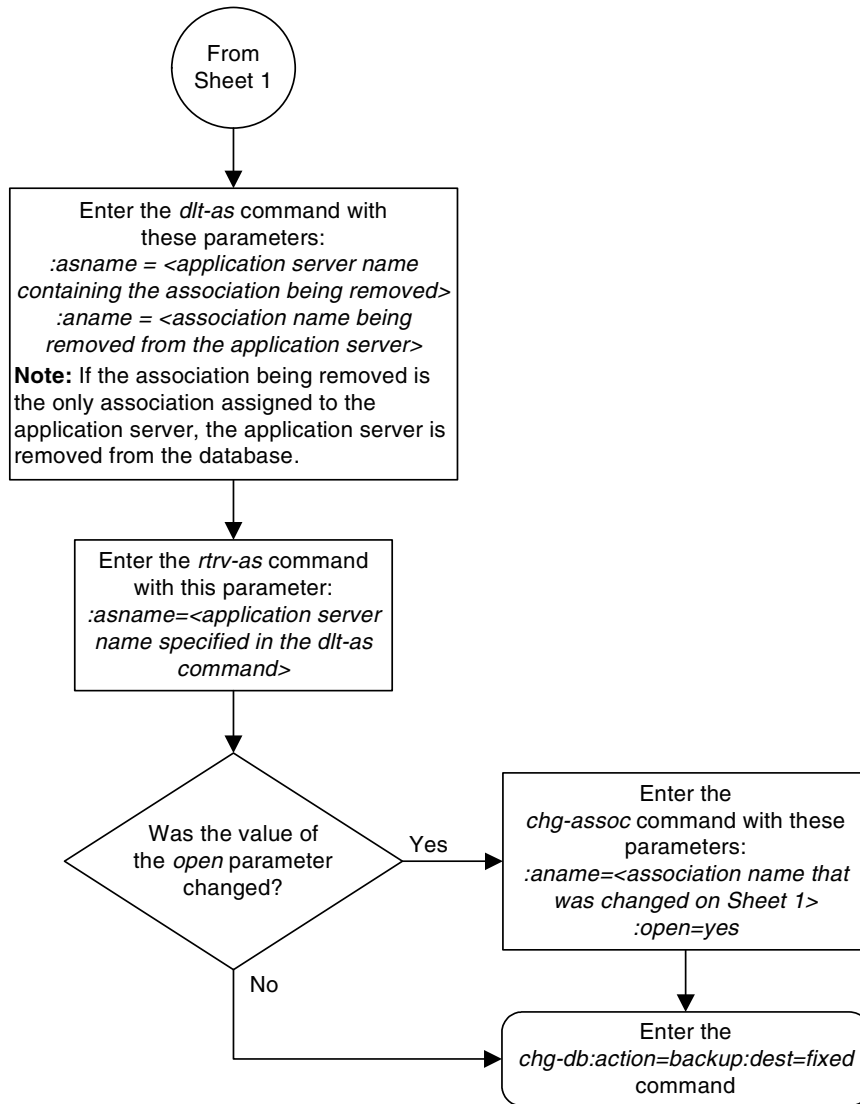 From
Sheet 1
Enter the dlt-as command with
these parameters:
:asname = <application server name
containing the association being removed>
:aname = <association name being
removed from the application server>
Note: If the association being removed is
the only association assigned to the
application server, the application server is
removed from the database.
Enter the rtrv-as command
with this parameter:
:asname=<application server
name specified in the dlt-as
command>
Was the value of
the open parameter
changed?
Yes
Enter the
chg-assoc command with these
parameters:
:aname=<association name that
was changed on Sheet 1>
:open=yes
No
Enter the
chg-db:action=backup:dest=fixed
command